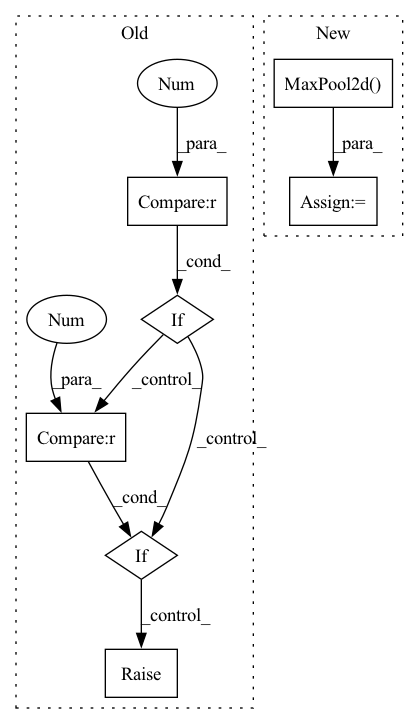 Old
New
Num
MaxPool2d()
_para_
_para_
Compare:r
Assign:=
_cond_
Num
If
_para_
_control_
Compare:r
_control_
_cond_
If
_control_
Raise